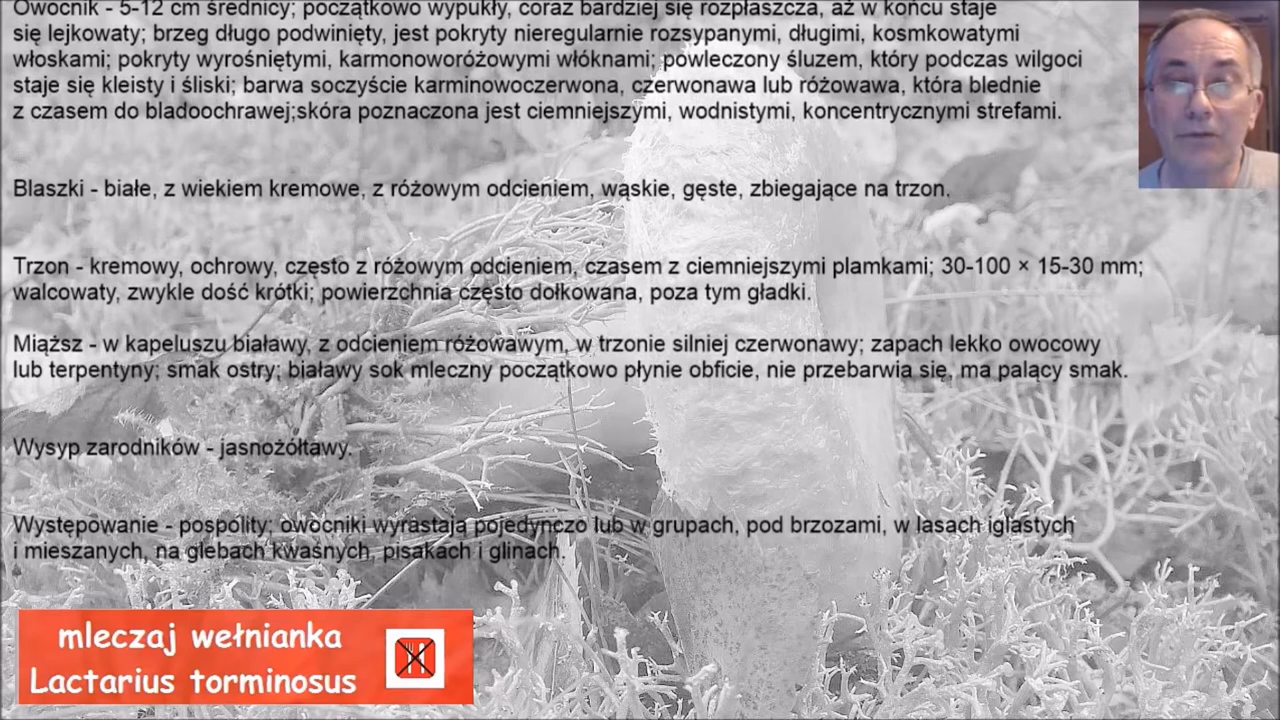 Owocnik - 5-12 cm średnicy; początkowo wypukły, coraz bardziej się rozpłaszcza, aż w końcu staje
się lejkowaty; brzeg długo podwinięty, jest pokryty nieregularnie rozsypanymi, długimi, kosmkowatymi
włoskami; pokryty wyrośniętymi, karmonoworóżowymi włóknami; powleczony śluzem, który podczas wilgoci
staje się kleisty i śliski; barwa soczyście karminowoczerwona, czerwonawa lub różowawa, która blednie
z czasem do bladoochrawej;skóra poznaczona jest ciemniejszymi, wodnistymi, koncentrycznymi strefami.
Blaszki - białe, z wiekiem kremowe, z różowym odcieniem, wąskie, gęste, zbiegające na trzon.
Trzon - kremowy, ochrowy, często z różowym odcieniem, czasem z ciemniejszymi plamkami; 30-100 × 15-30 mm;
walcowaty, zwykle dość krótki; powierzchnia często dołkowana, poza tym gładki.
Miąższ - w kapeluszu białawy, z odcieniem różowawym, w trzonie silniej czerwonawy; zapach lekko owocowy
lub terpentyny; smak ostry; białawy sok mleczny początkowo płynie obficie, nie przebarwia się, ma palący smak.
Wysyp zarodników - jasnożółtawy.
Występowanie - pospolity; owocniki wyrastają pojedynczo lub w grupach, pod brzozami, w lasach iglastych
i mieszanych, na glebach kwaśnych, pisakach i glinach.
mleczaj wełnianka
Lactarius torminosus